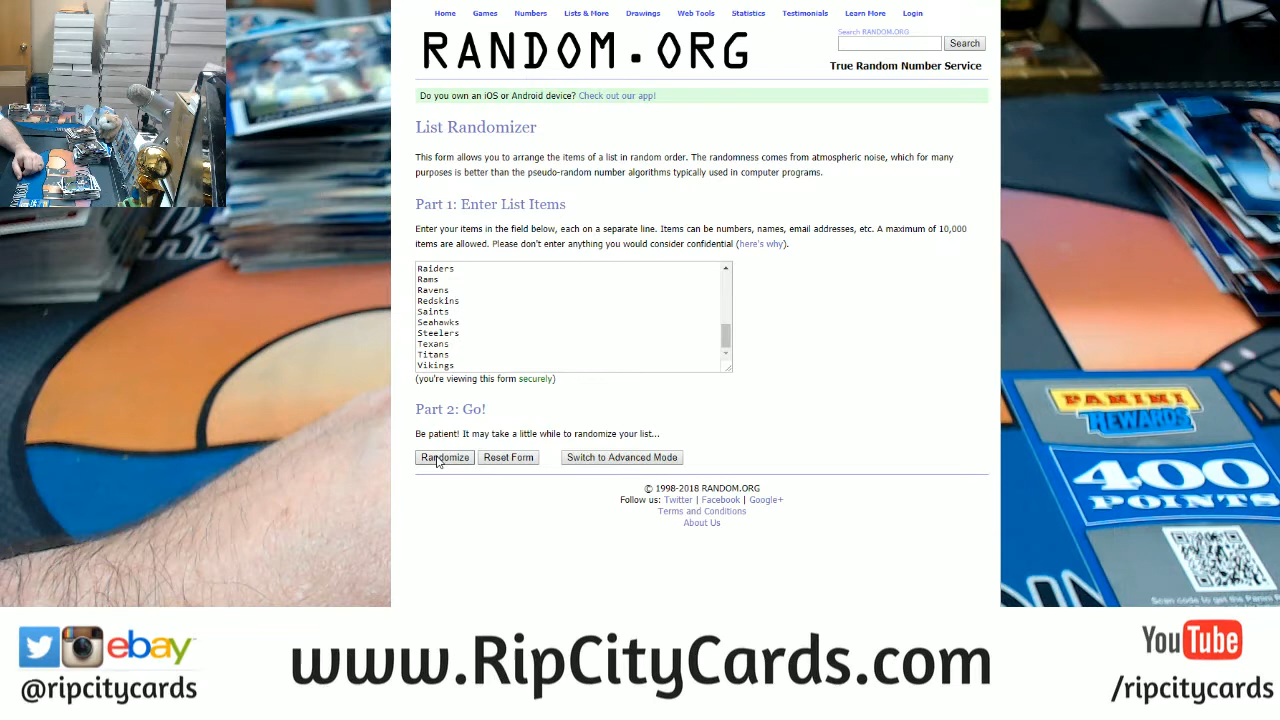 Home Games Numbers Lists & More Drawings Web Tools Statistics Testimonials Learn More Login
RANDOM.ORG
Search RANDOM.ORG
Search
True Random Number Service
Do you own an iOS or Android device? Check out our app!
List Randomizer
This form allows you to arrange the items of a list in random order. The randomness comes from atmospheric noise, which for many
purposes is better than the pseudo-random number algorithms typically used in computer programs.
Part 1: Enter List Items
Enter your items in the field below, each on a separate line. Items can be numbers, names, email addresses, etc. A maximum of 10,000
items are allowed. Please don't enter anything you would consider confidential (here's why).
Raiders
Rams
Ravens
Redskins
Saints
Seahawks
Steelers
Texans
Titans
Vikings
(you're viewing this form securely)
Part 2: Go!
Be patient! It may take a little while to randomize your list...
Randomize Reset Form Switch to Advanced Mode
© 1998-2018 RANDOM.ORG
Follow us: Twitter | Facebook | Google+
Terms and Conditions
About Us
PANINI
REWARDS
400
POINTS
Scan code to get the Panini
ebay
@ripcitycards
www.RipCityCards.com
YouTube
/ripcitycards